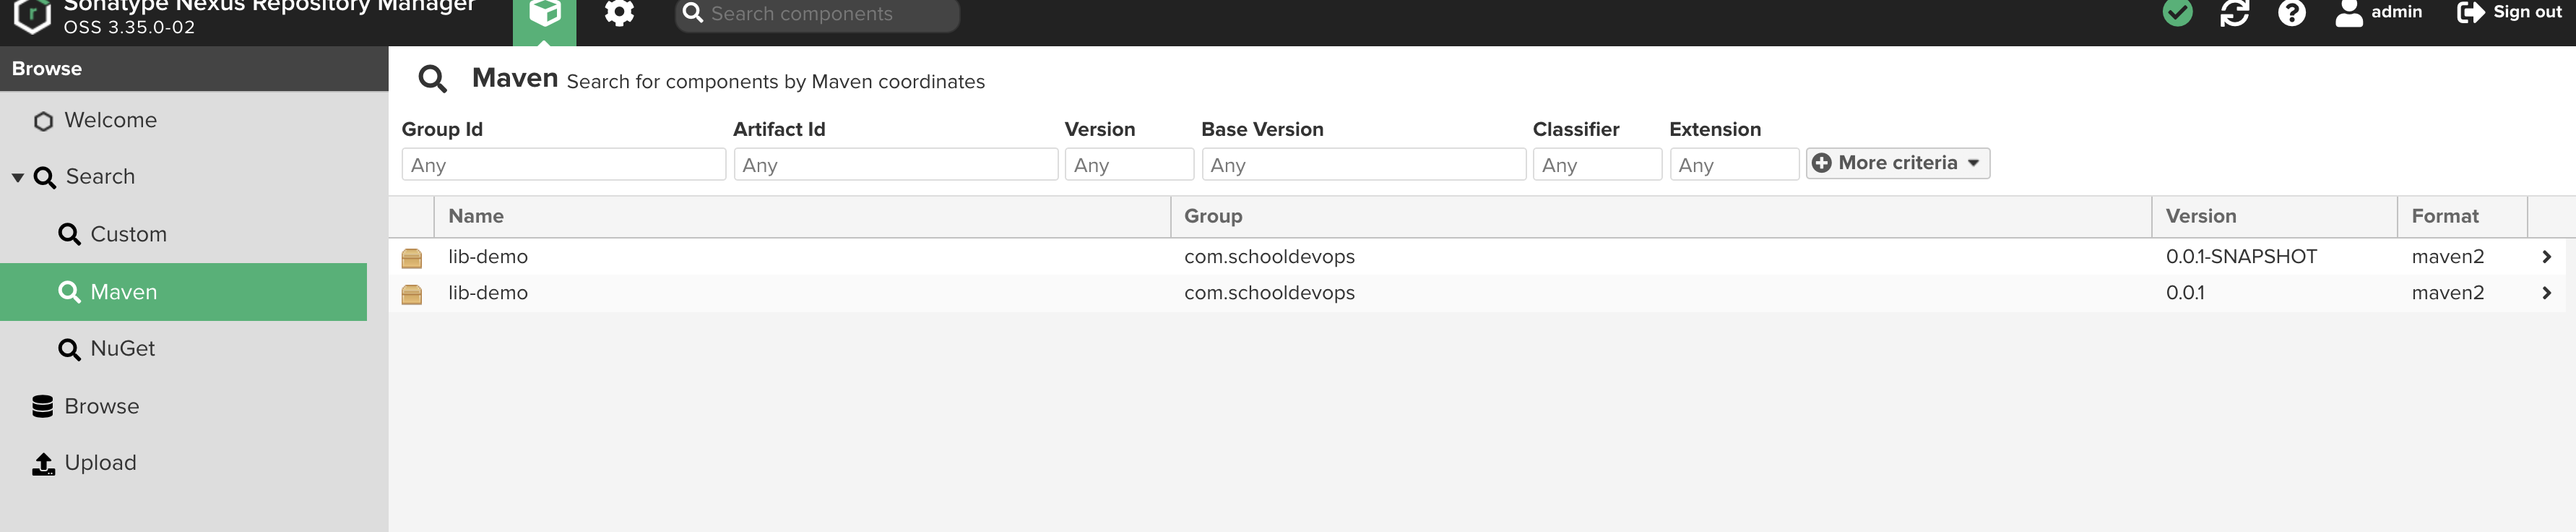 Sonatype Nexus Repository Manager
OSS 3.35.0-02
Search components
admin
Sign out
Browse
Welcome
Search
Custom
Maven
NuGet
Browse
Upload
Maven Search for components by Maven coordinates
Group Id Artifact Id Version Base Version Classifier Extension
Any Any Any Any Any Any More criteria
Name Group Version Format
lib-demo com.schooldevops 0.0.1-SNAPSHOT maven2
lib-demo com.schooldevops 0.0.1 maven2